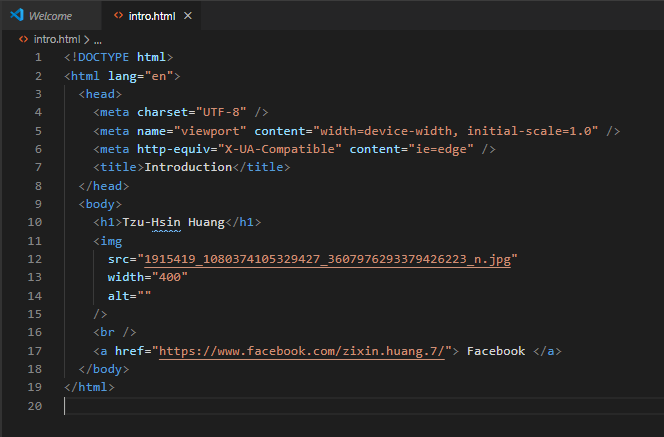 Welcome intro.html
intro.html > ...
1 <!DOCTYPE html>
2 <html lang="en">
3 <head>
4 <meta charset="UTF-8" />
5 <meta name="viewport" content="width=device-width, initial-scale=1.0" />
6 <meta http-equiv="X-UA-Compatible" content="ie=edge" />
7 <title>Introduction</title>
8 </head>
9 <body>
10 <h1>Tzu-Hsin Huang</h1>
11 <img
12 src="1915419_1080374105329427_3607976293379426223_n.jpg"
13 width="400"
14 alt=""
15 />
16 <br />
17 <a href="https://www.facebook.com/zixin.huang.7/"> Facebook </a>
18 </body>
19 </html>
20